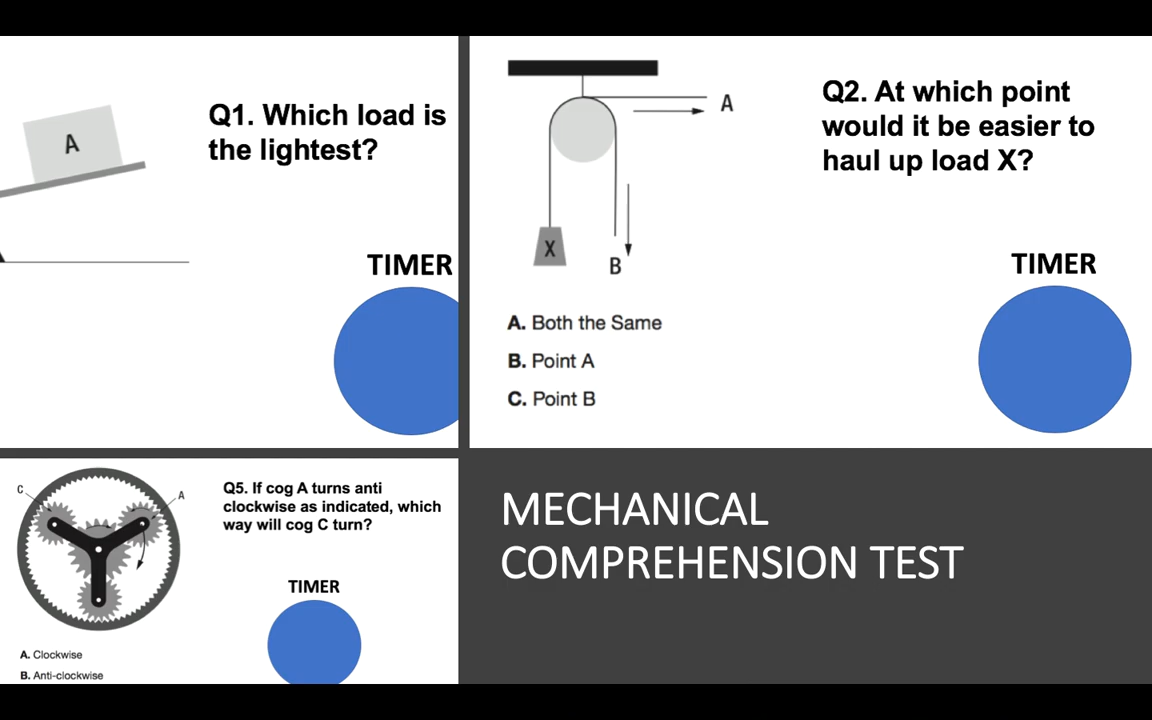 A
Q1. Which load is
the lightest?
TIMER
A
Q2. At which point
would it be easier to
haul up load X?
X
B
TIMER
A. Both the Same
B. Point A
C. Point B
C
A
Q5. If cog A turns anti
clockwise as indicated, which
way will cog C turn?
TIMER
A. Clockwise
B. Anti-clockwise
MECHANICAL
COMPREHENSION TEST